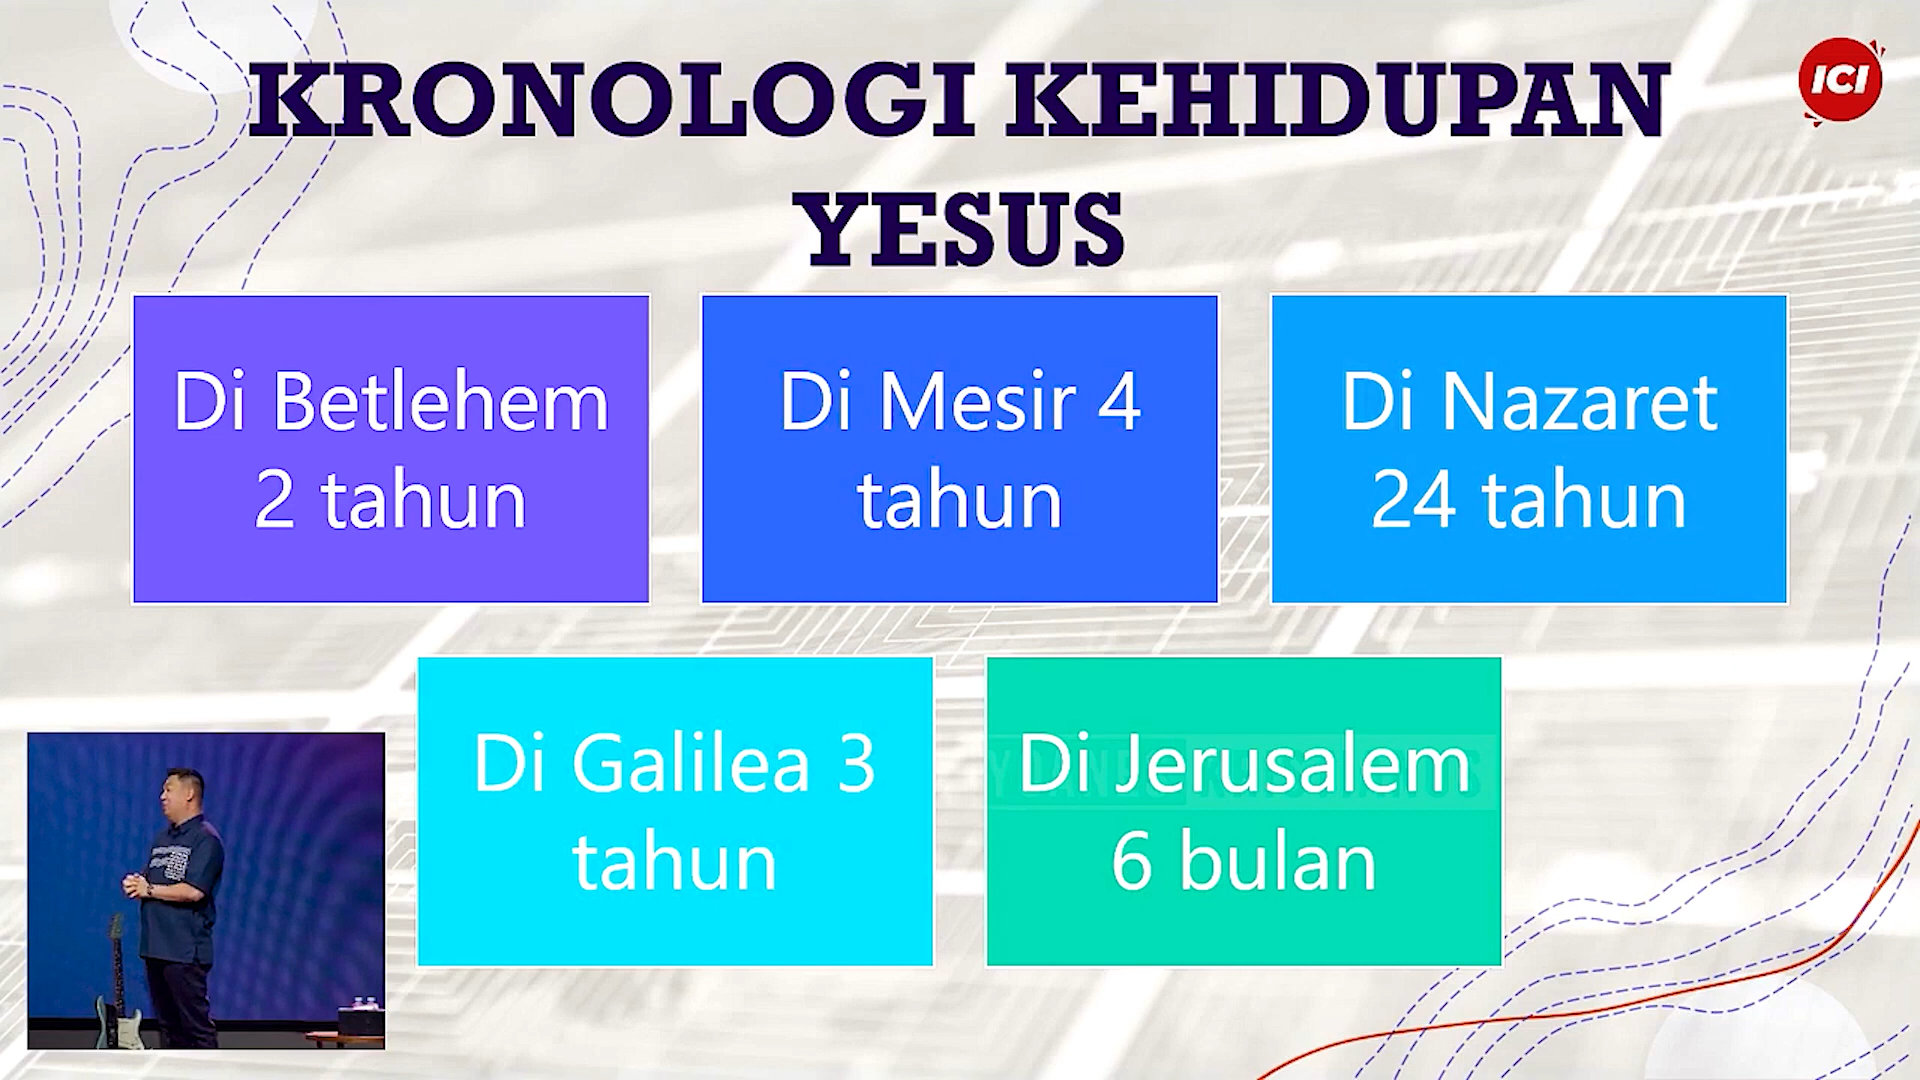 KRONOLOGI KEHIDUPAN
YESUS
ICI
Di Betlehem
2 tahun
Di Mesir 4
tahun
Di Nazaret
24 tahun
Di Galilea 3
tahun
Di Jerusalem
6 bulan